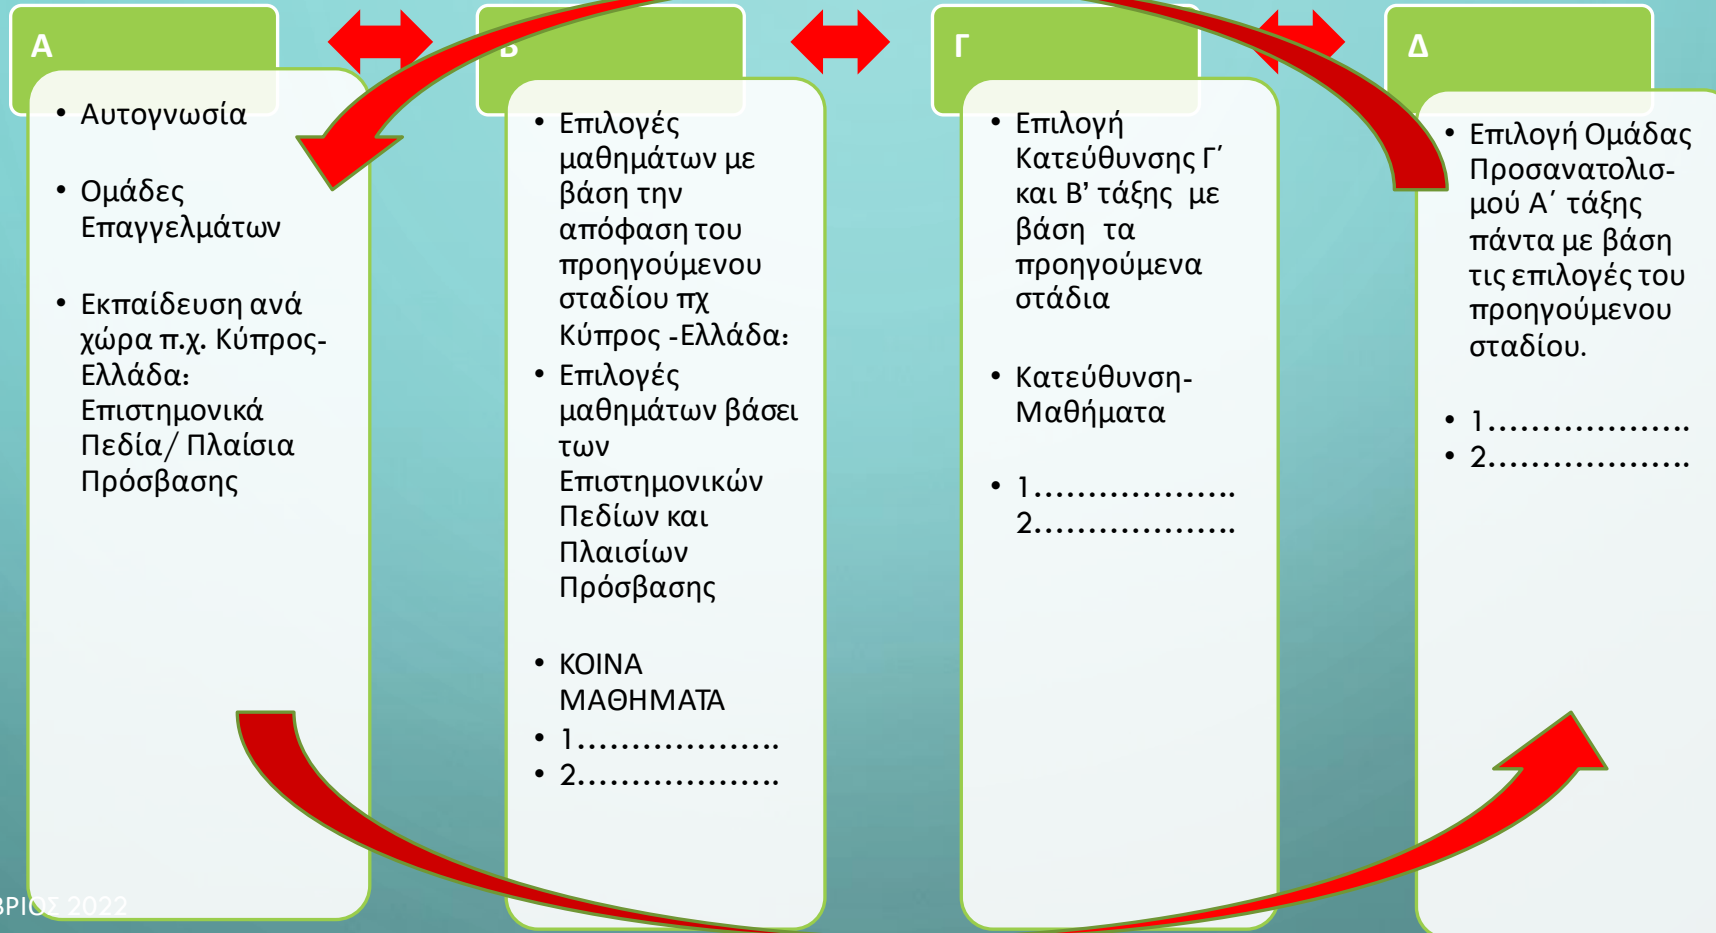 Α
• Αυτογνωσία
• Ομάδες
Επαγγελμάτων
• Εκπαίδευση ανά
χώρα π.χ. Κύπρος-
Ελλάδα:
Επιστημονικά
Πεδία/ Πλαίσια
Πρόσβασης
Β
• Επιλογές
μαθημάτων με
βάση την
απόφαση του
προηγούμενου
σταδίου πχ
Κύπρος -Ελλάδα:
• Επιλογές
μαθημάτων βάσει
των
Επιστημονικών
Πεδίων και
Πλαισίων
Πρόσβασης
• ΚΟΙΝΑ
ΜΑΘΗΜΑΤΑ
• 1...................
• 2...................
Γ
• Επιλογή
Κατεύθυνσης Γ΄
και Β’ τάξης με
βάση τα
προηγούμενα
στάδια
• Κατεύθυνση-
Μαθήματα
• 1...................
2...................
Δ
• Επιλογή Ομάδας
Προσανατολισ-
μού Α΄ τάξης
πάντα με βάση
τις επιλογές του
προηγούμενου
σταδίου.
• 1...................
• 2...................
ΒΡΙΟΣ 2022